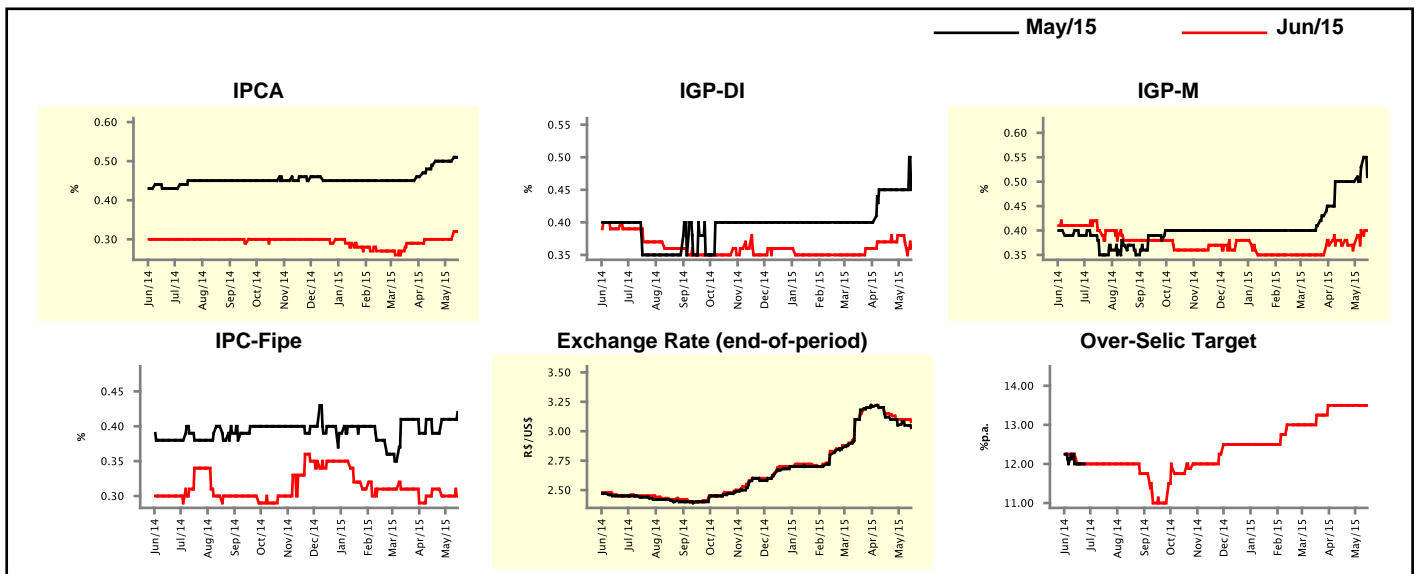 May/15 Jun/15
IPCA
%
0.60
0.50
0.40
0.30
Jun/14 Jul/14 Aug/14 Sep/14 Oct/14 Nov/14 Dec/14 Jan/15 Feb/15 Mar/15 Apr/15 May/15
IGP-DI
%
0.55
0.50
0.45
0.40
0.35
Jun/14 Jul/14 Aug/14 Sep/14 Oct/14 Nov/14 Dec/14 Jan/15 Feb/15 Mar/15 Apr/15 May/15
IGP-M
%
0.60
0.55
0.50
0.45
0.40
0.35
Jun/14 Jul/14 Aug/14 Sep/14 Oct/14 Nov/14 Dec/14 Jan/15 Feb/15 Mar/15 Apr/15 May/15
IPC-Fipe
%
0.45
0.40
0.35
0.30
Jun/14 Jul/14 Aug/14 Sep/14 Oct/14 Nov/14 Dec/14 Jan/15 Feb/15 Mar/15 Apr/15 May/15
Exchange Rate (end-of-period)
R$/US$
3.50
3.25
3.00
2.75
2.50
Jun/14 Jul/14 Aug/14 Sep/14 Oct/14 Nov/14 Dec/14 Jan/15 Feb/15 Mar/15 Apr/15 May/15
Over-Selic Target
%p.a.
14.00
13.00
12.00
11.00
Jun/14 Jul/14 Aug/14 Sep/14 Oct/14 Nov/14 Dec/14 Jan/15 Feb/15 Mar/15 Apr/15 May/15